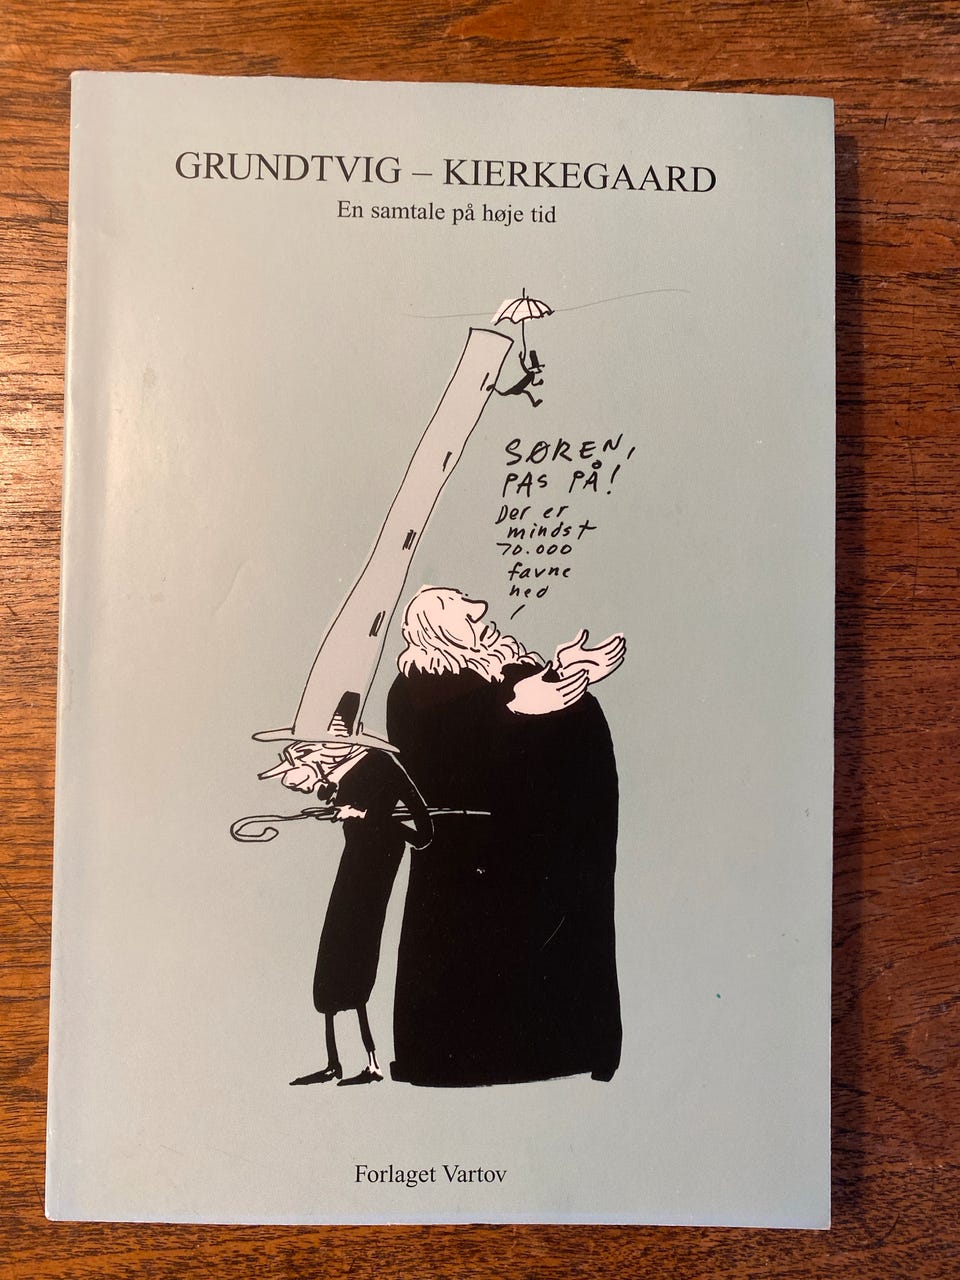 GRUNDTVIG – KIERKEGAARD
En samtale på høje tid
SØREN,
PAS PÅ!
Der er
mindst
70.000
favne
ned
Forlaget Vartov